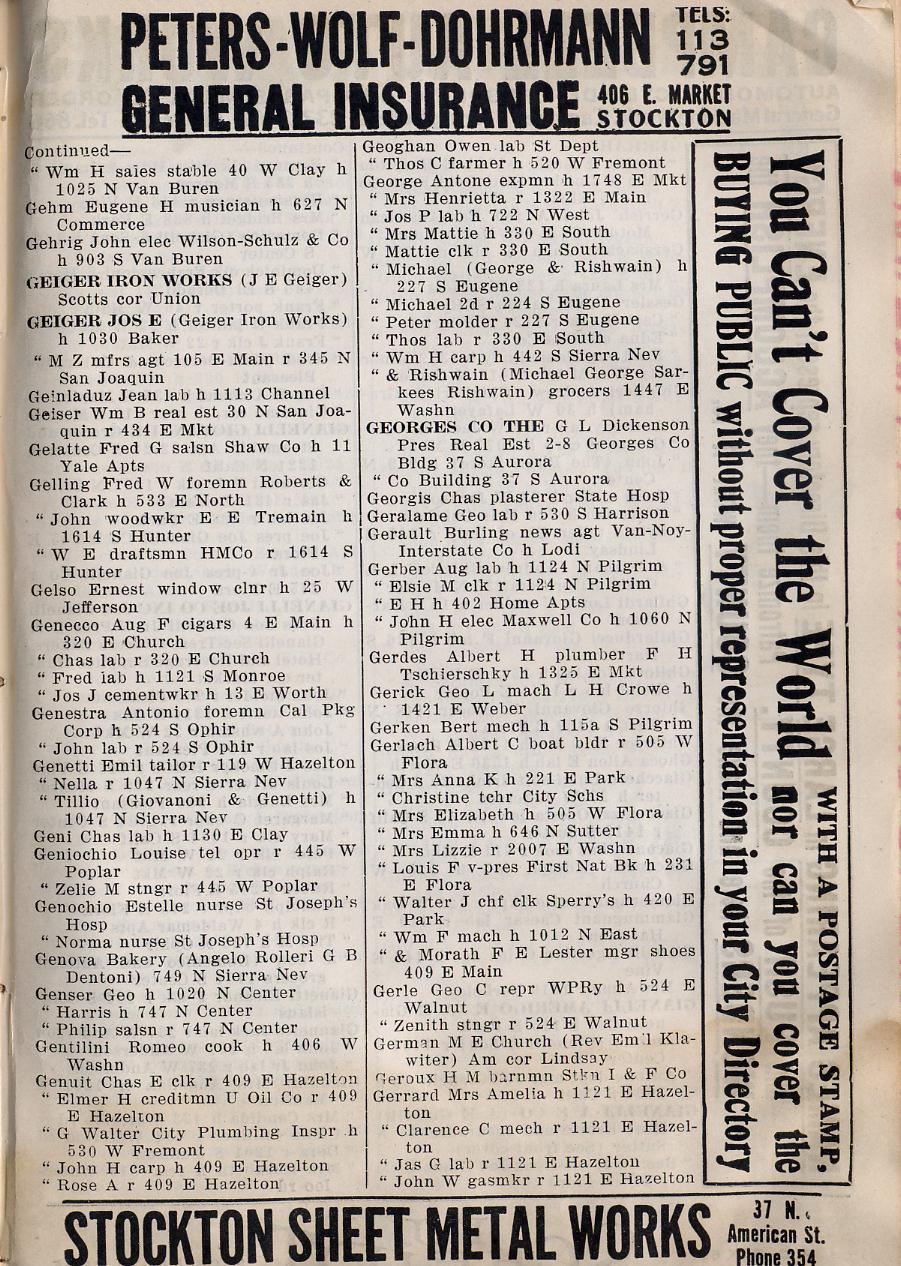 PETERS-WOLF-DOHRMANN
GENERAL INSURANCE
TELS:
113
791
406 E. MARKET
STOCKTON
Continued—
“ Wm H saies stable 40 W Clay h
1025 N Van Buren
Gehm Eugene H musician h 627 N
Commerce
Gehrig John elec Wilson-Schulz & Co
h 903 S Van Buren
GEIGER IRON WORKS (J E Geiger)
Scotts cor Union
GEIGER JOS E (Geiger Iron Works)
h 1030 Baker
“ M Z mfrs agt 105 E Main r 345 N
San Joaquin
Geinladuz Jean lab h 1113 Channel
Geiser Wm B real est 30 N San Joa-
quin r 434 E Mkt
Gelatte Fred G salsn Shaw Co h 11
Yale Apts
Gelling Fred W foremn Roberts &
Clark h 533 E North
“ John woodwkr E E Tremain h
1614 S Hunter
“ W E draftsmn HMCo r 1614 S
Hunter
Gelso Ernest window clnr h 25 W
Jefferson
Genecco Aug F cigars 4 E Main h
320 E Church
“ Chas lab r 320 E Church
“ Fred iab h 1121 S Monroe
“ Jos J cementwkr h 13 E Worth
Genestra Antonio foremn Cal Pkg
Corp h 524 S Ophir
“ John lab r 524 S Ophir
Genetti Emil tailor r 119 W Hazelton
“ Nella r 1047 N Sierra Nev
“ Tillio (Giovanoni & Genetti) h
1047 N Sierra Nev
Geni Chas lab h 1130 E Clay
Geniochio Louise tel opr r 445 W
Poplar
“ Zelie M stngr r 445 W Poplar
Genochio Estelle nurse St Joseph's
Hosp
“ Norma nurse St Joseph's Hosp
Genova Bakery (Angelo Rolleri G B
Dentoni) 749 N Sierra Nev
Genser Geo h 1020 N Center
“ Harris h 747 N Center
“ Philip salsn r 747 N Center
Gentilini Romeo cook h 406 W
Washn
Genuit Chas E clk r 409 E Hazelton
“ Elmer H creditmn U Oil Co r 409
E Hazelton
“ G Walter City Plumbing Inspr h
530 W Fremont
“ John H carp h 409 E Hazelton
“ Rose A r 409 E Hazelton
Geoghan Owen lab St Dept
“ Thos C farmer h 520 W Fremont
George Antone expmn h 1748 E Mkt
“ Mrs Henrietta r 1322 E Main
“ Jos P lab h 722 N West
“ Mrs Mattie h 330 E South
“ Mattie clk r 330 E South
“ Michael (George & Rishwain) h
227 S Eugene
“ Michael 2d r 224 S Eugene
“ Peter molder r 227 S Eugene
“ Thos lab r 330 E South
“ Wm H carp h 442 S Sierra Nev
“ & Rishwain (Michael George Sar-
kees Rishwain) grocers 1447 E
Washn
GEORGES CO THE G L Dickenson
Pres Real Est 2-8 Georges Co
Bldg 37 S Aurora
“ Co Building 37 S Aurora
Georgis Chas plasterer State Hosp
Geralame Geo lab r 530 S Harrison
Gerault Burling news agt Van-Noy-
Interstate Co h Lodi
Gerber Aug lab h 1124 N Pilgrim
“ Elsie M clk r 1124 N Pilgrim
“ E H h 402 Home Apts
“ John H elec Maxwell Co h 1060 N
Pilgrim
Gerdes Albert H plumber F H
Tschierschky h 1325 E Mkt
Gerick Geo L mach L H Crowe h
1421 E Weber
Gerken Bert mech h 115a S Pilgrim
Gerlach Albert C boat bldr r 505 W
Flora
“ Mrs Anna K h 221 E Park
“ Christine tchr City Schs
“ Mrs Elizabeth h 505 W Flora
“ Mrs Emma h 646 N Sutter
“ Mrs Lizzie r 2007 E Washn
“ Louis F v-pres First Nat Bk h 231
E Flora
“ Walter J chf clk Sperry's h 420 E
Park
“ Wm F mach h 1012 N East
“ & Morath F E Lester mgr shoes
409 E Main
Gerle Geo C repr WPRy h 524 E
Walnut
“ Zenith stngr r 524 E Walnut
German M E Church (Rev Emil Kla-
witer) Am cor Lindsay
Geroux H M barnmn Stkn I & F Co
Gerrard Mrs Amelia h 1121 E Hazel-
ton
“ Clarence C mech r 1121 E Hazel-
ton
“ Jas G lab r 1121 E Hazelton
“ John W gasmkr r 1121 E Hazelton
You Can't Cover the World WITH A POSTAGE STAMP,
nor can you cover the
BUYING PUBLIC without proper representation in your City Directory
STOCKTON SHEET METAL WORKS
37 N.
American St.
Phone 354